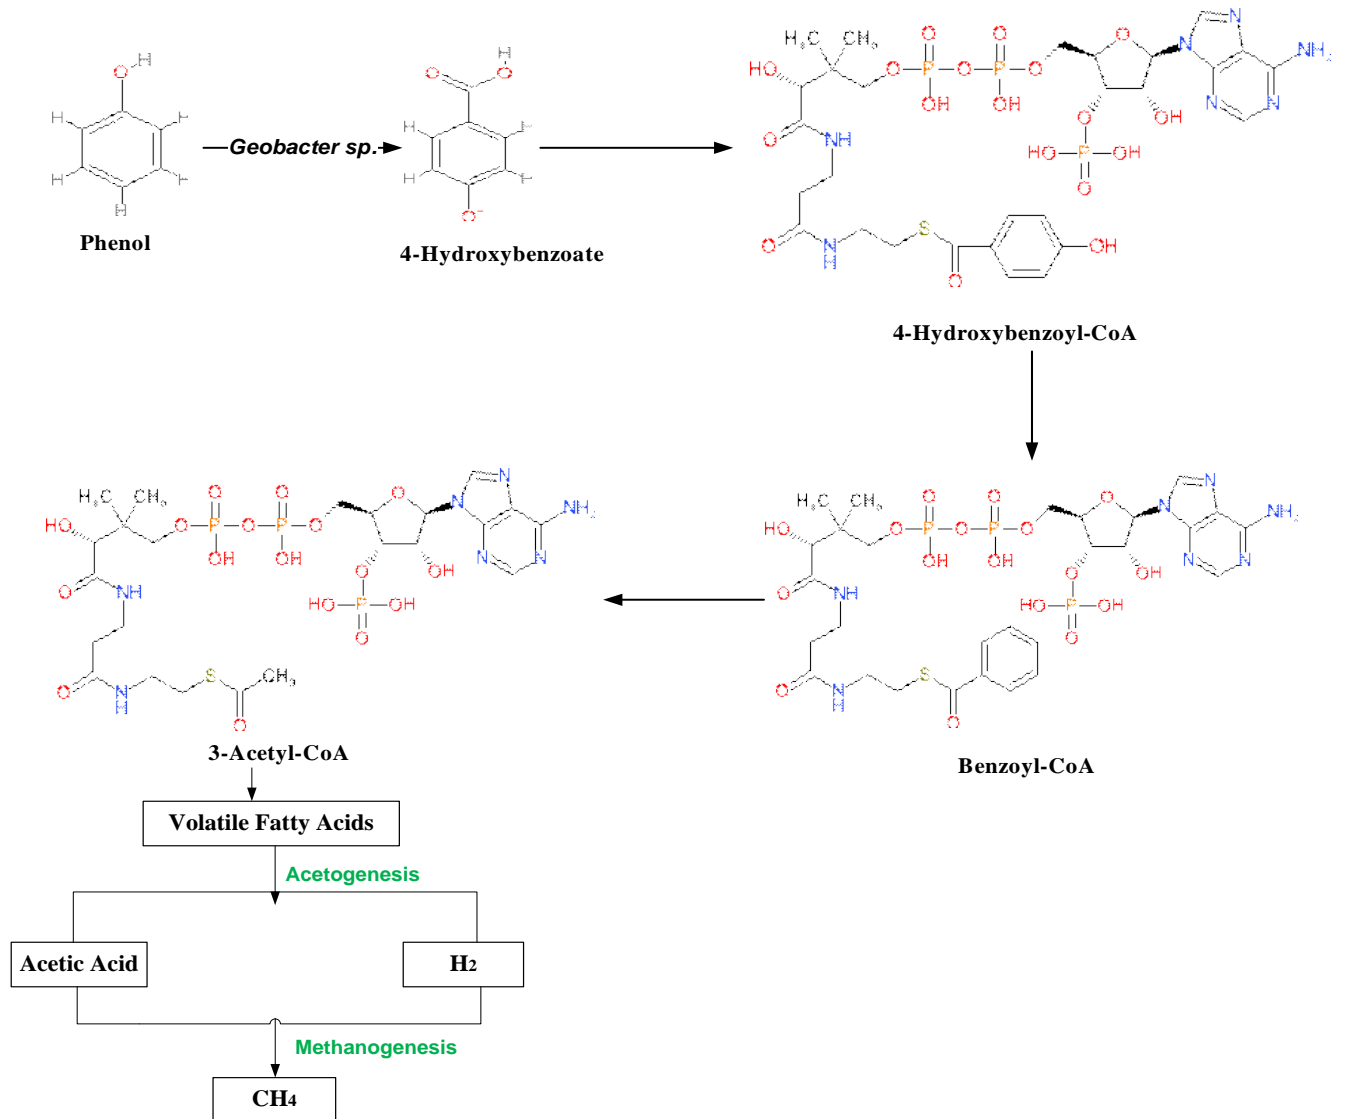 Phenol
Geobacter sp.
4-Hydroxybenzoate
4-Hydroxybenzoyl-CoA
Benzoyl-CoA
3-Acetyl-CoA
Volatile Fatty Acids
Acetogenesis
Acetic Acid
H2
Methanogenesis
CH4